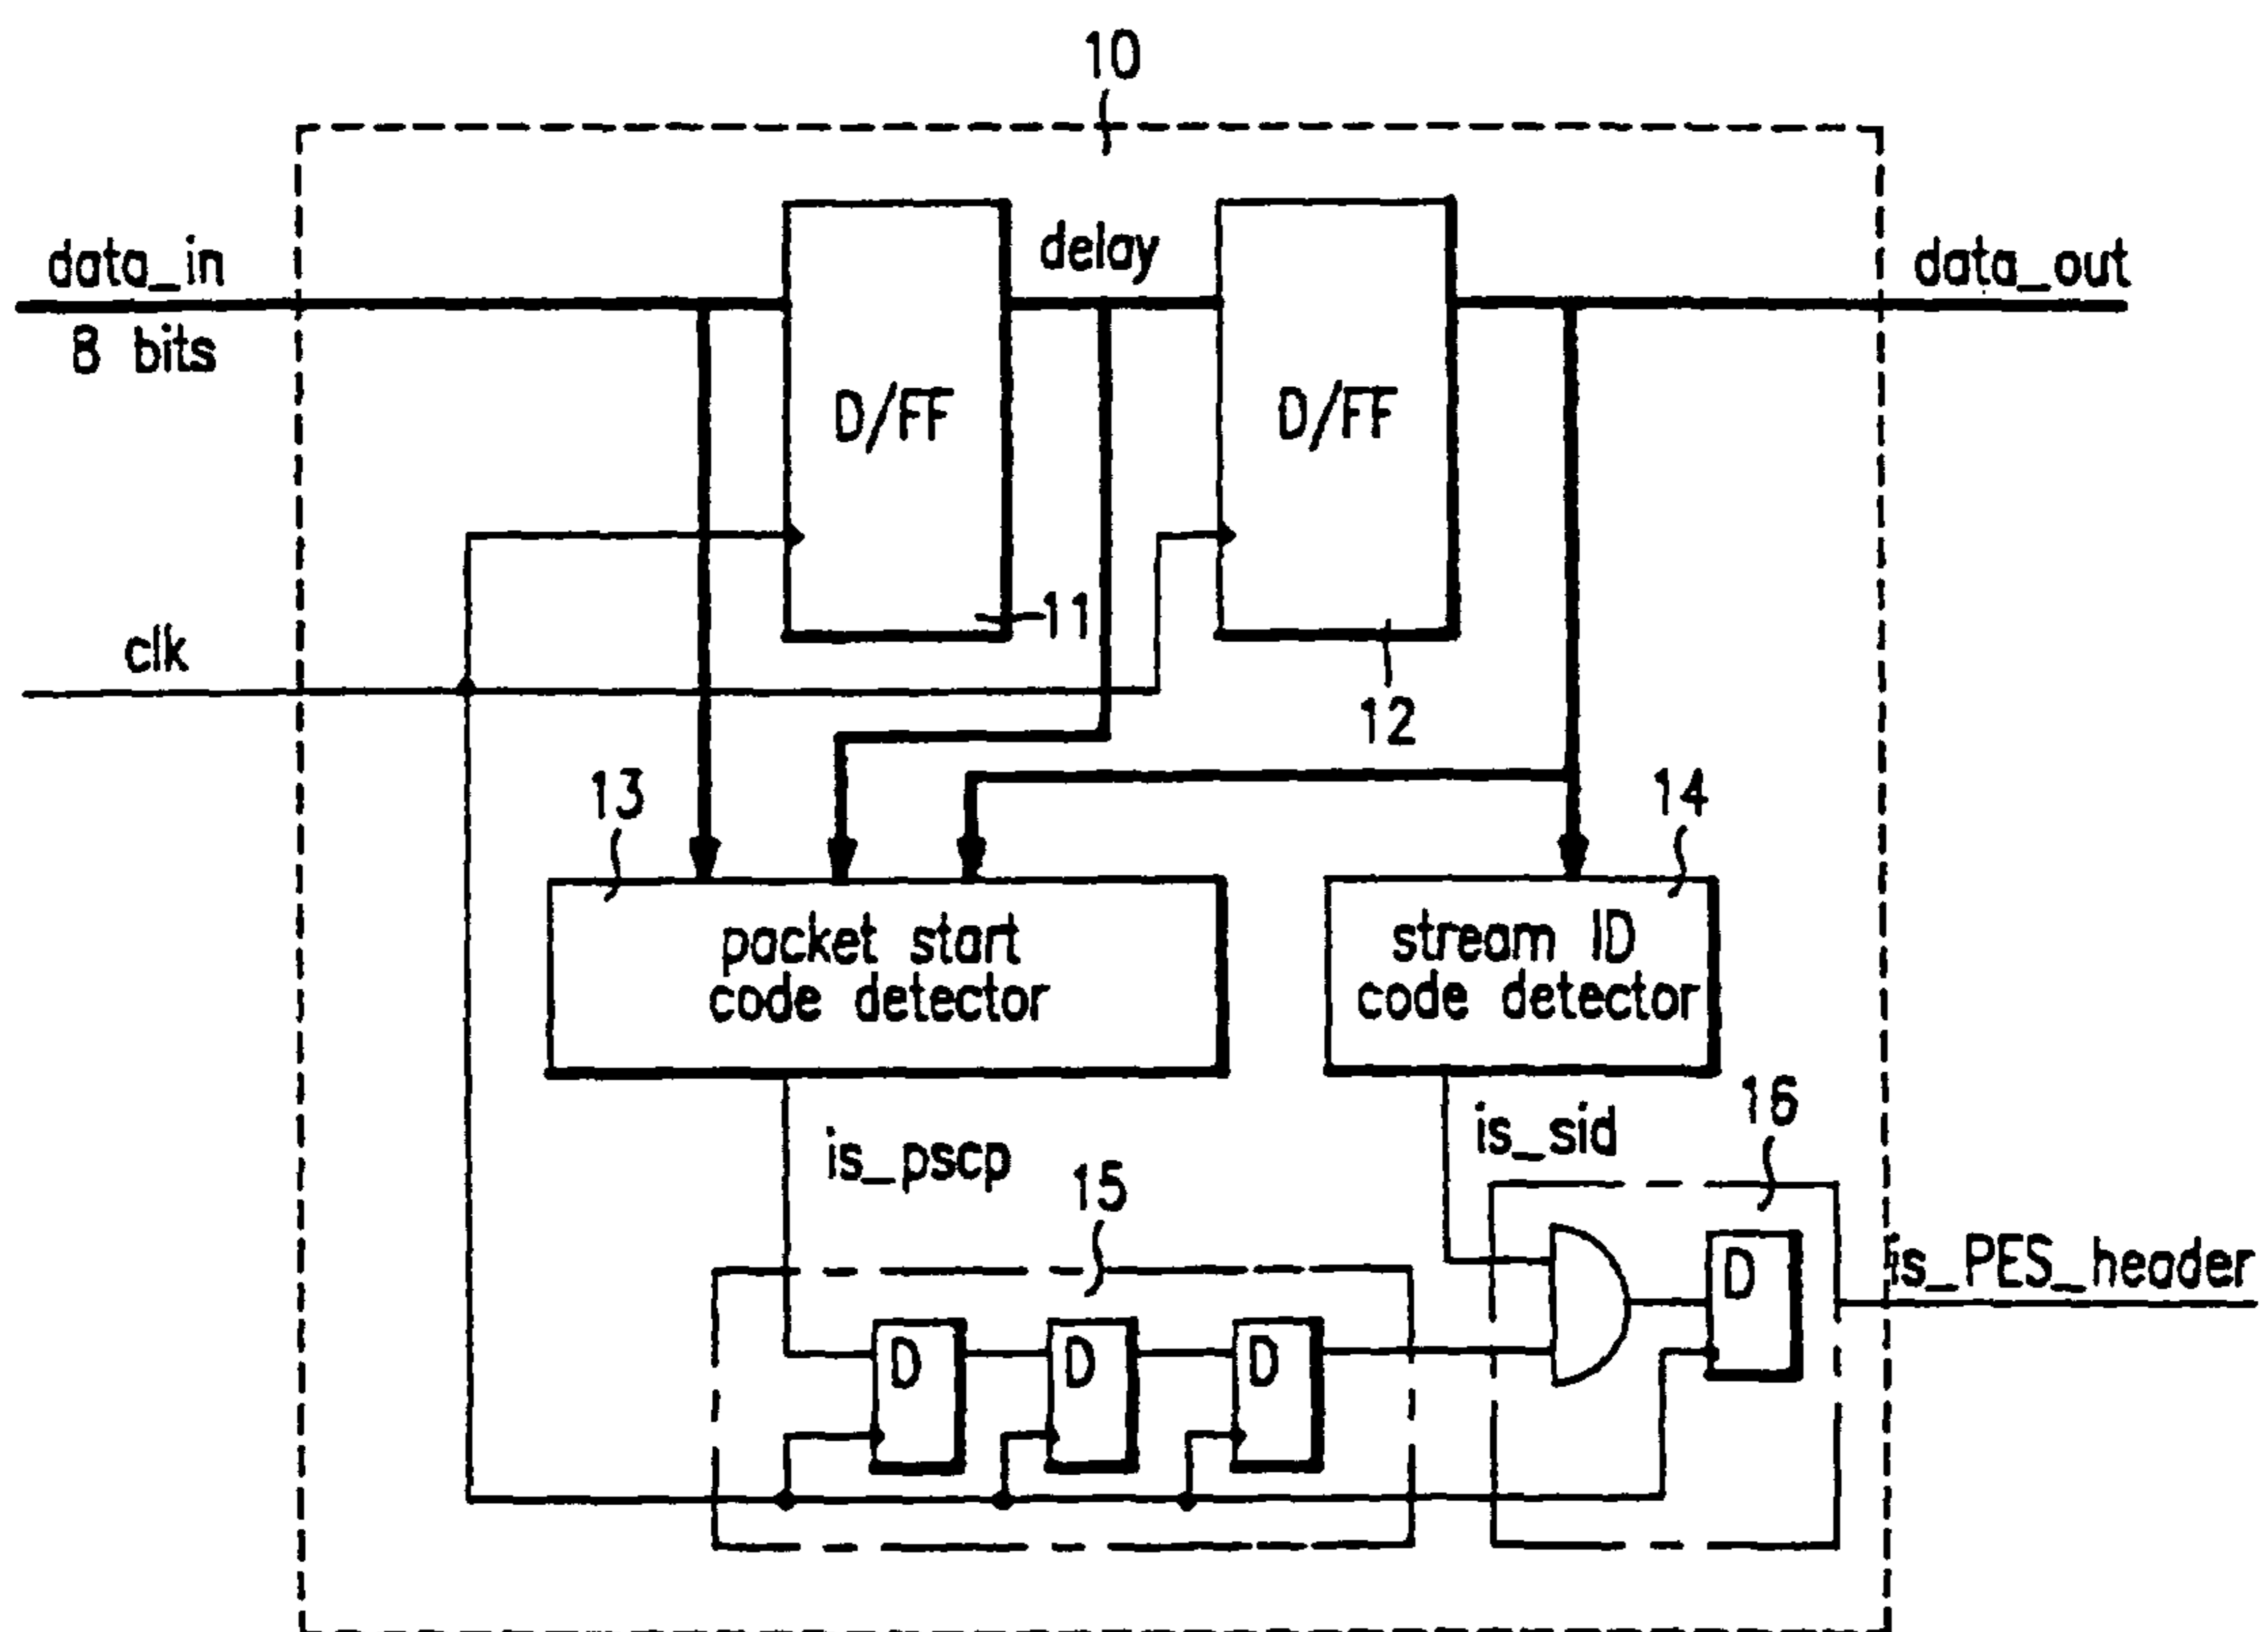 10
data_in
8 bits
delay
data_out
D/FF
D/FF
11
clk
12
13
14
packet start
code detector
stream ID
code detector
is_pscp
is_sid
15
16
is_PES_header
D
D
D
D